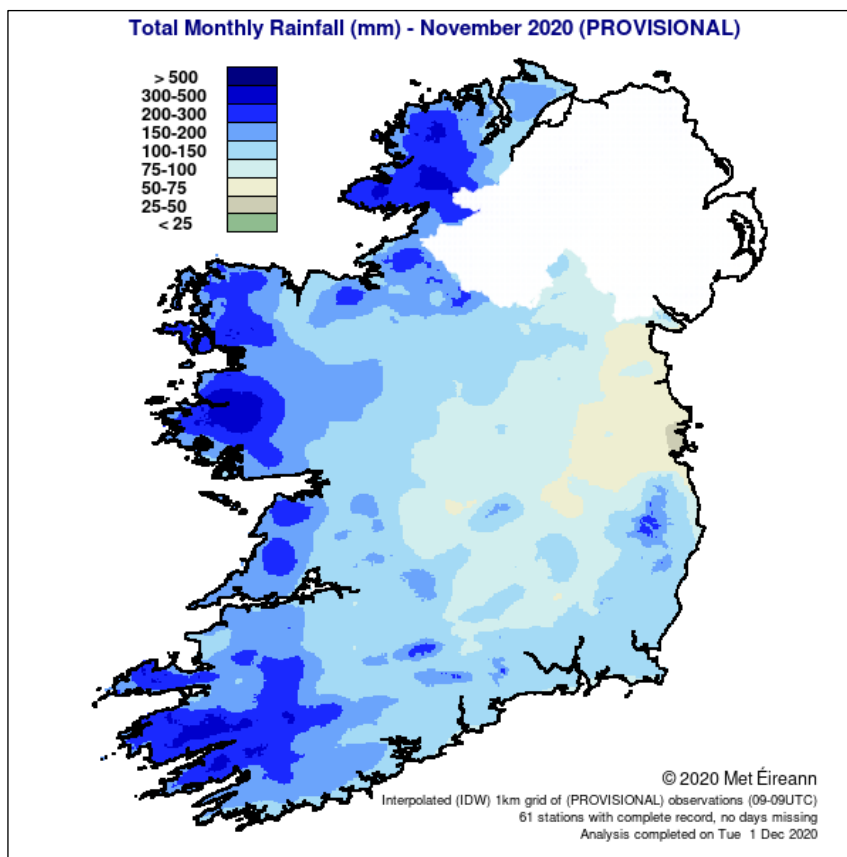 Total Monthly Rainfall (mm) - November 2020 (PROVISIONAL)
> 500
300-500
200-300
150-200
100-150
75-100
50-75
25-50
< 25
© 2020 Met Éireann
Interpolated (IDW) 1km grid of (PROVISIONAL) observations (09-09UTC)
61 stations with complete record, no days missing
Analysis completed on Tue 1 Dec 2020